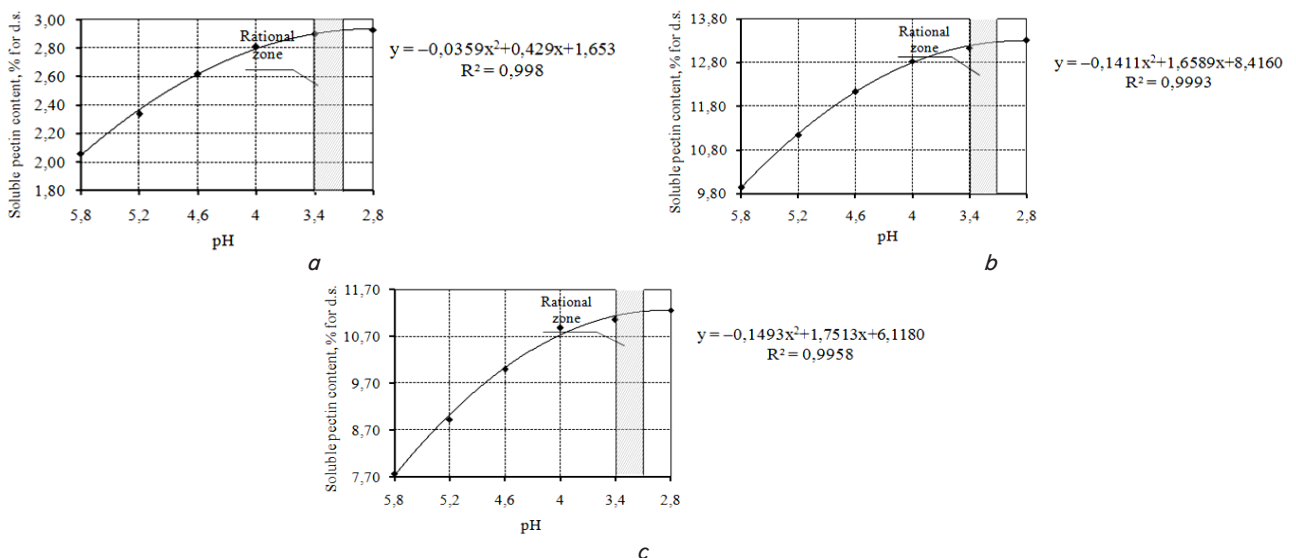 Soluble pectin content, % for d.s.
3,00
2,80
2,60
2,40
2,20
2,00
1,80
Rational
zone
5,8 5,2 4,6 4 3,4 2,8
pH
y = –0,0359x²+0,429x+1,653
R² = 0,998
a
Soluble pectin content, % for d.s.
13,80
12,80
11,80
10,80
9,80
Rational
zone
5,8 5,2 4,6 4 3,4 2,8
pH
y = –0,1411x²+1,6589x+8,4160
R² = 0,9993
b
Soluble pectin content, % for d.s.
11,70
10,70
9,70
8,70
7,70
Rational
zone
5,8 5,2 4,6 4 3,4 2,8
pH
y = –0,1493x²+1,7513x+6,1180
R² = 0,9958
c